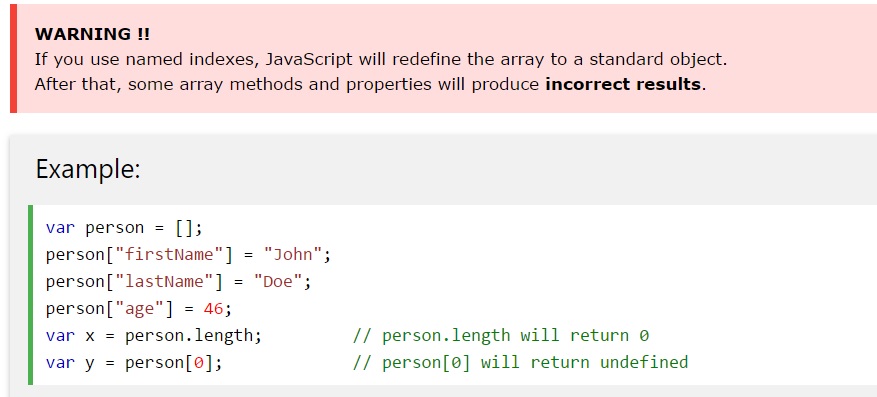 WARNING !!
If you use named indexes, JavaScript will redefine the array to a standard object.
After that, some array methods and properties will produce incorrect results.
Example:
var person = [];
person["firstName"] = "John";
person["lastName"] = "Doe";
person["age"] = 46;
var x = person.length;         // person.length will return 0
var y = person[0];             // person[0] will return undefined